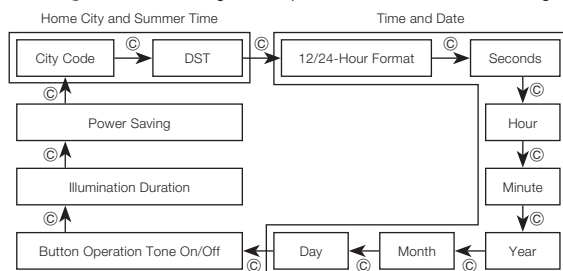 Home City and Summer Time
Time and Date
City Code
Ⓒ
DST
Ⓒ
12/24-Hour Format
Ⓒ
Seconds
Ⓒ
Ⓒ
Power Saving
Hour
Ⓒ
Ⓒ
Illumination Duration
Minute
Ⓒ
Ⓒ
Button Operation Tone On/Off
Ⓒ
Day
Ⓒ
Month
Ⓒ
Year